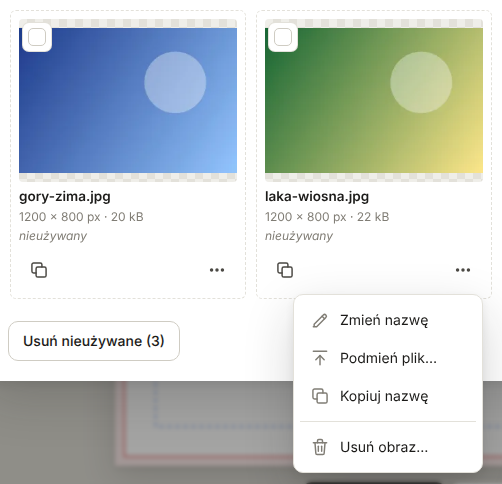 gory-zima.jpg
1200 × 800 px · 20 kB
nieużywany
laka-wiosna.jpg
1200 × 800 px · 22 kB
nieużywany
Usuń nieużywane (3)
Zmień nazwę
Podmień plik...
Kopiuj nazwę
Usuń obraz...